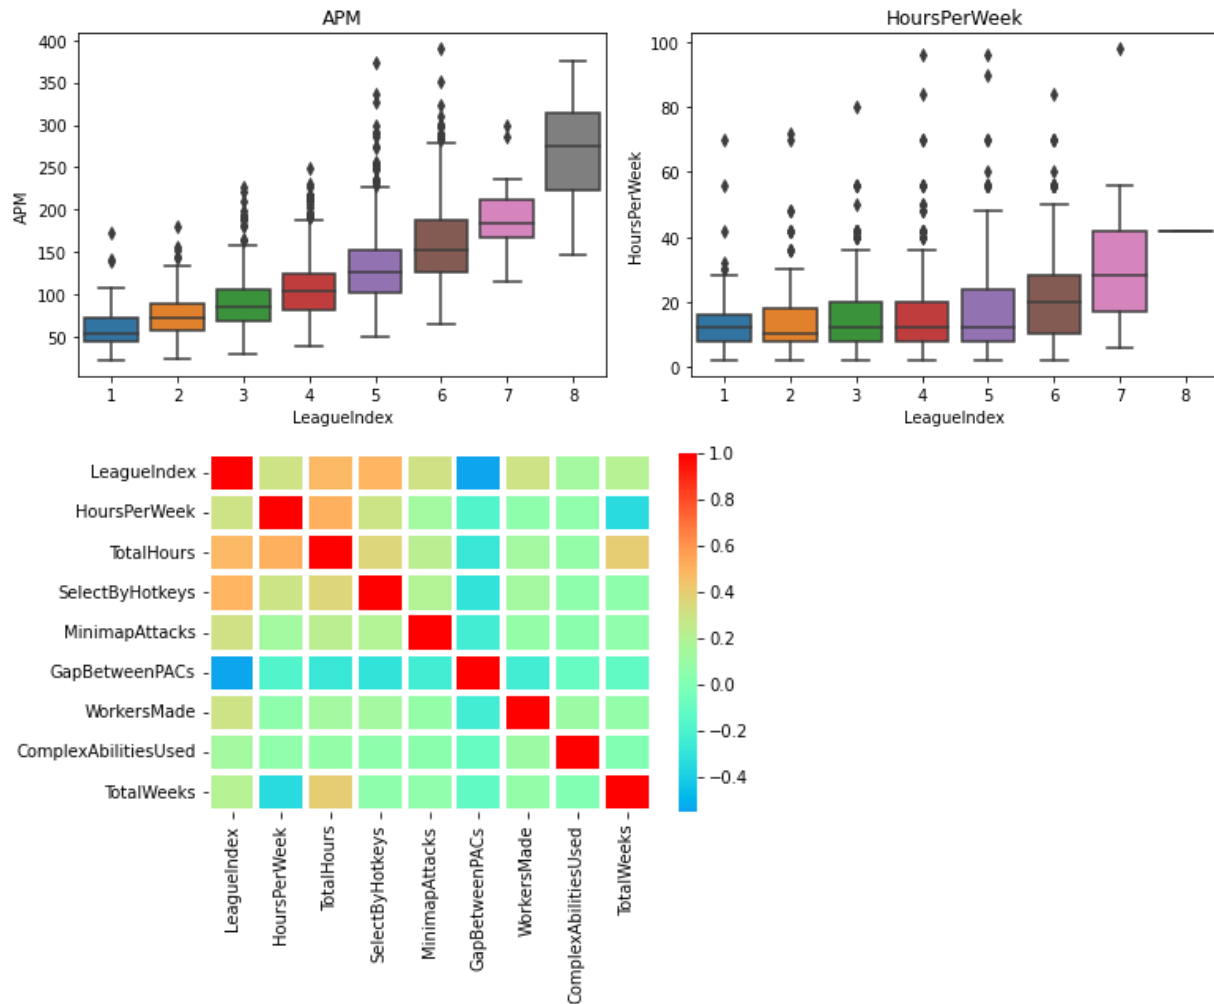 APM
400
350
300
250
200
150
100
50
APM
1 2 3 4 5 6 7 8
LeagueIndex
HoursPerWeek
100
80
60
40
20
0
HoursPerWeek
1 2 3 4 5 6 7 8
LeagueIndex
LeagueIndex
HoursPerWeek
TotalHours
SelectByHotkeys
MinimapAttacks
GapBetweenPACs
WorkersMade
ComplexAbilitiesUsed
TotalWeeks
LeagueIndex
HoursPerWeek
TotalHours
SelectByHotkeys
MinimapAttacks
GapBetweenPACs
WorkersMade
ComplexAbilitiesUsed
TotalWeeks
1.0
0.8
0.6
0.4
0.2
0.0
−0.2
−0.4